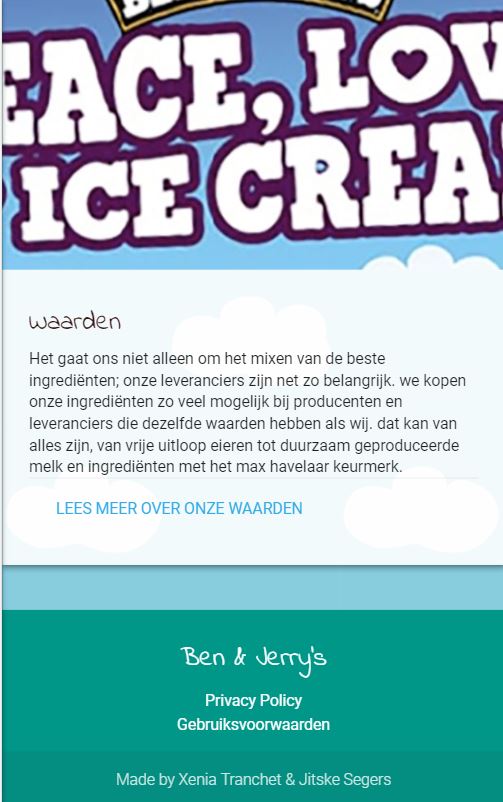 EACE, LOV
ICE CREA
waarden
Het gaat ons niet alleen om het mixen van de beste
ingrediënten; onze leveranciers zijn net zo belangrijk. we kopen
onze ingrediënten zo veel mogelijk bij producenten en
leveranciers die dezelfde waarden hebben als wij. dat kan van
alles zijn, van vrije uitloop eieren tot duurzaam geproduceerde
melk en ingrediënten met het max havelaar keurmerk.
LEES MEER OVER ONZE WAARDEN
Ben & Jerry's
Privacy Policy
Gebruiksvoorwaarden
Made by Xenia Tranchet & Jitske Segers